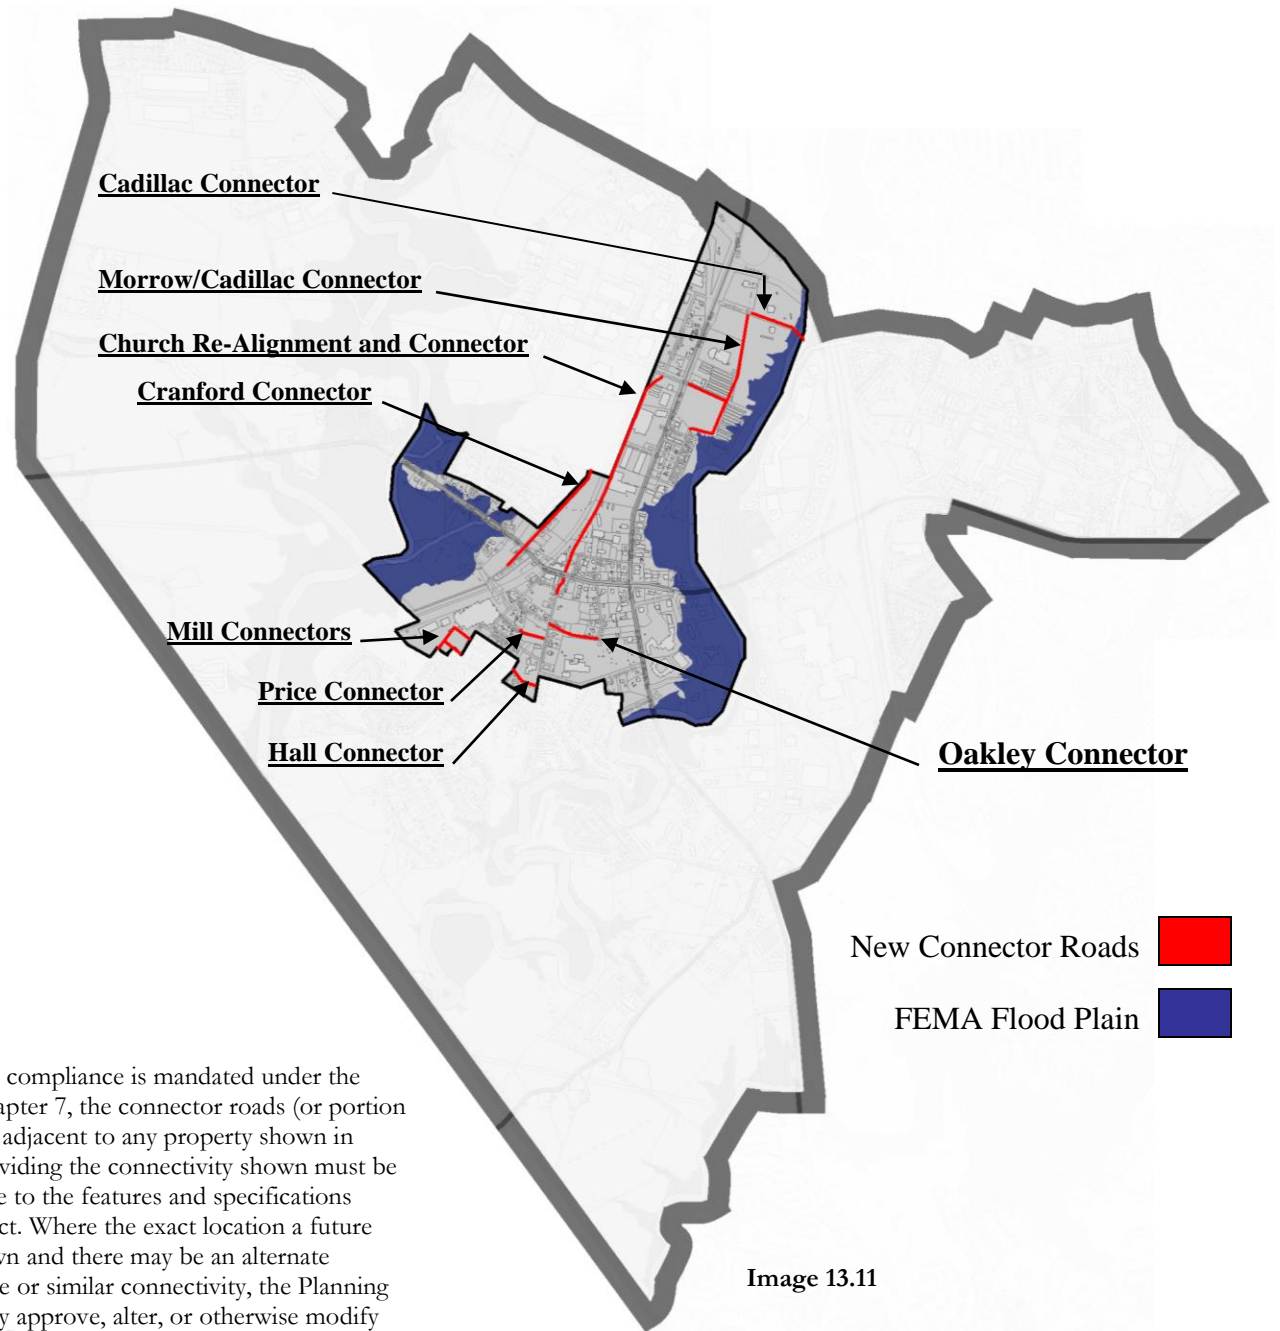 Cadillac Connector
Morrow/Cadillac Connector
Church Re-Alignment and Connector
Cranford Connector
Mill Connectors
Price Connector
Hall Connector
Oakley Connector
New Connector Roads
FEMA Flood Plain
compliance is mandated under the
apter 7, the connector roads (or portion
adjacent to any property shown in
viding the connectivity shown must be
e to the features and specifications
ct. Where the exact location a future
wn and there may be an alternate
e or similar connectivity, the Planning
y approve, alter, or otherwise modify
Image 13.11